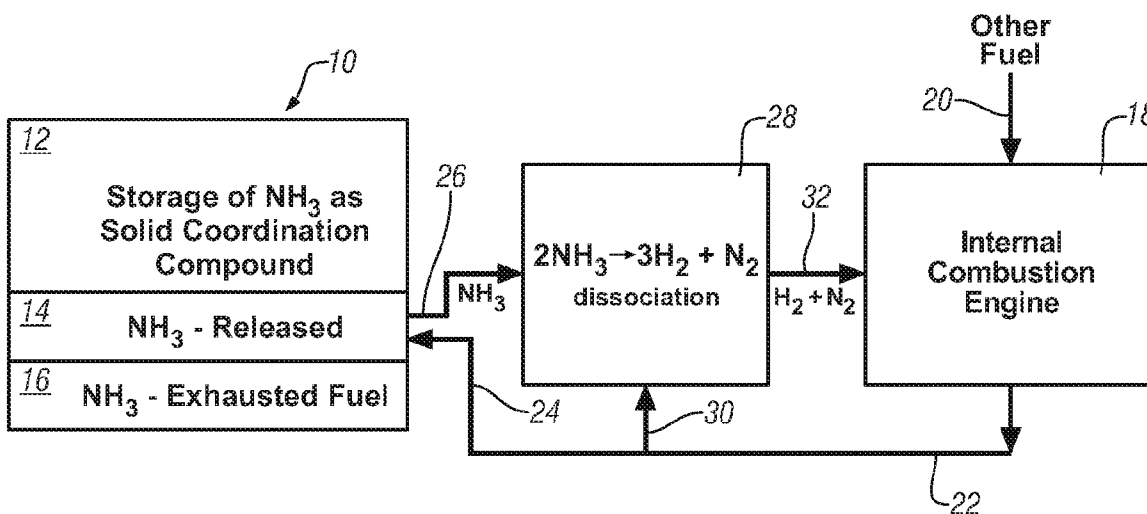 10
12
Storage of NH3 as
Solid Coordination
Compound
14
NH3 - Released
16
NH3 - Exhausted Fuel
26
NH3
24
28
2NH3→3H2 + N2
dissociation
30
32
H2 + N2
Other
Fuel
20
18
Internal
Combustion
Engine
22